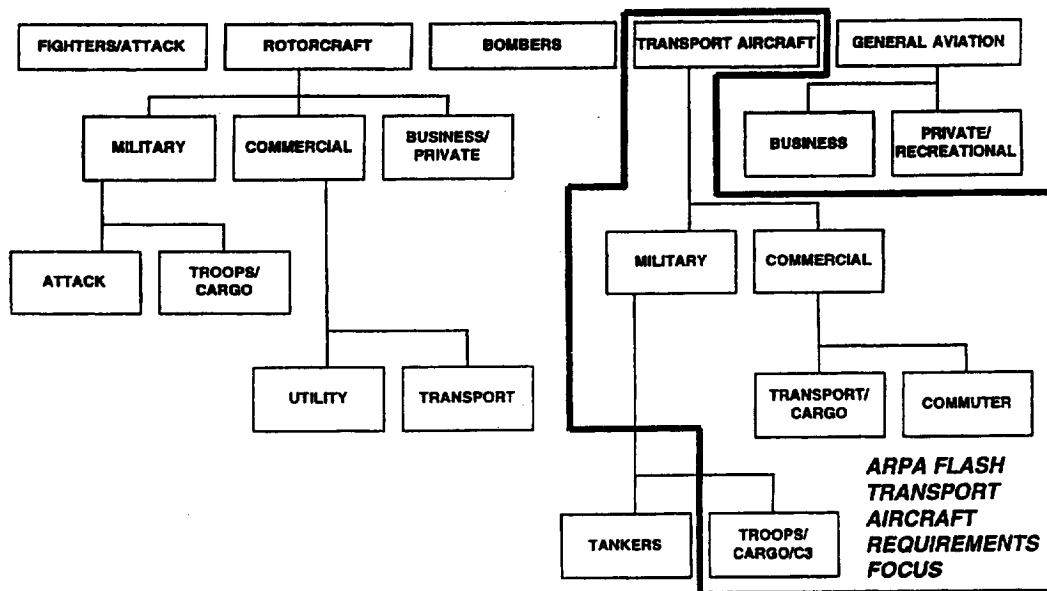 FIGHTERS/ATTACK
ROTORCRAFT
BOMBERS
TRANSPORT AIRCRAFT
GENERAL AVIATION
MILITARY
COMMERCIAL
BUSINESS/
PRIVATE
BUSINESS
PRIVATE/
RECREATIONAL
ATTACK
TROOPS/
CARGO
MILITARY
COMMERCIAL
UTILITY
TRANSPORT
TRANSPORT/
CARGO
COMMUTER
TANKERS
TROOPS/
CARGO/C3
ARPA FLASH
TRANSPORT
AIRCRAFT
REQUIREMENTS
FOCUS